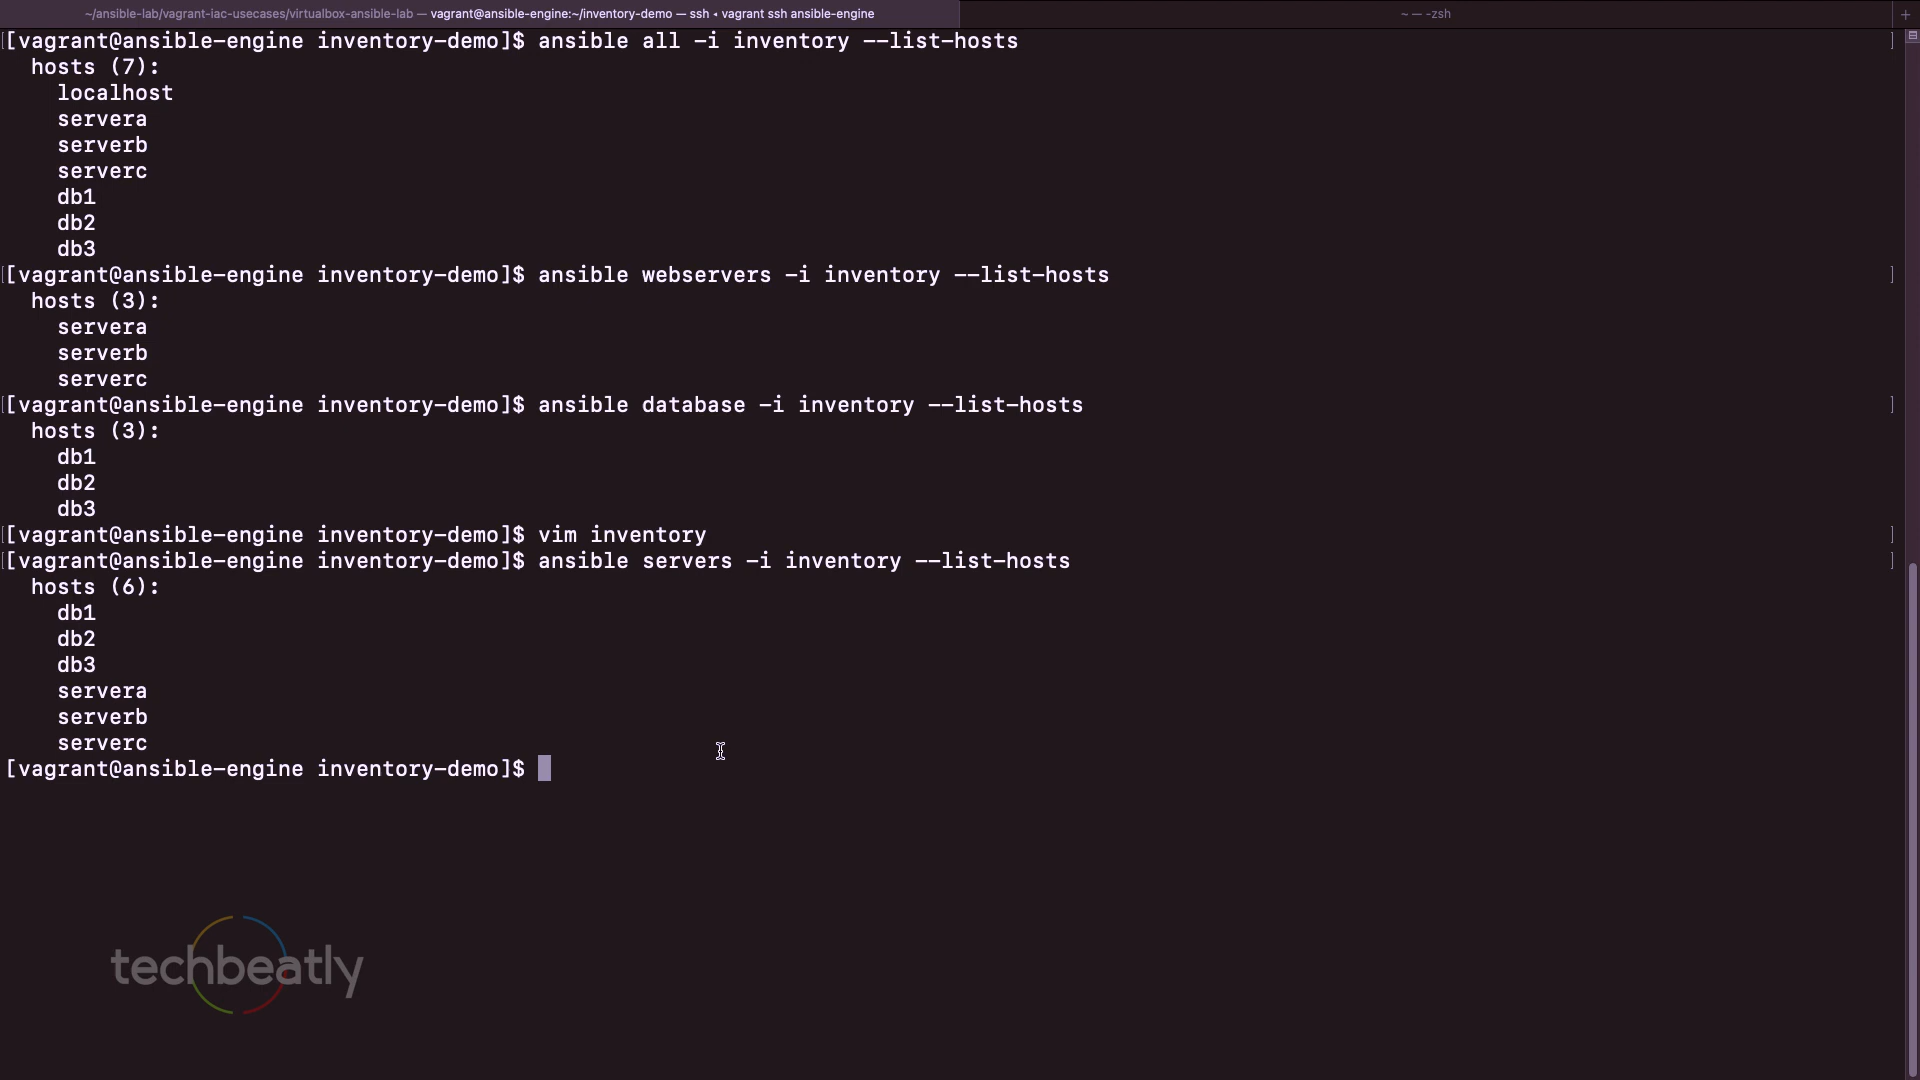 ~/ansible-lab/vagrant-iac-usecases/virtualbox-ansible-lab — vagrant@ansible-engine:~/inventory-demo — ssh ◂ vagrant ssh ansible-engine
~ — -zsh
[vagrant@ansible-engine inventory-demo]$ ansible all -i inventory --list-hosts
hosts (7):
localhost
servera
serverb
serverc
db1
db2
db3
[vagrant@ansible-engine inventory-demo]$ ansible webservers -i inventory --list-hosts
hosts (3):
servera
serverb
serverc
[vagrant@ansible-engine inventory-demo]$ ansible database -i inventory --list-hosts
hosts (3):
db1
db2
db3
[vagrant@ansible-engine inventory-demo]$ vim inventory
[vagrant@ansible-engine inventory-demo]$ ansible servers -i inventory --list-hosts
hosts (6):
db1
db2
db3
servera
serverb
serverc
[vagrant@ansible-engine inventory-demo]$
techbeatly